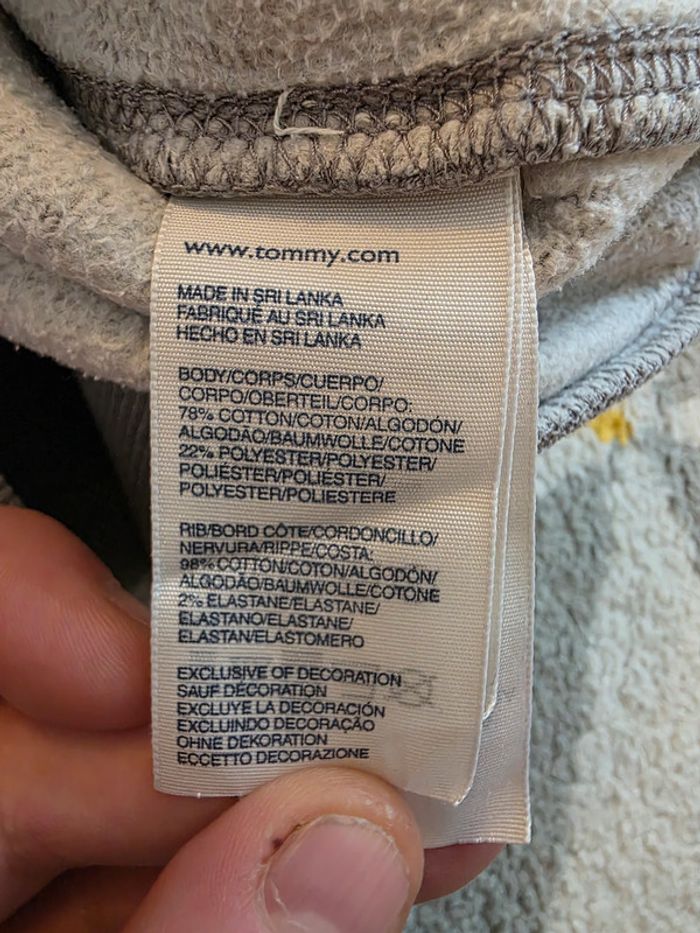 www.tommy.com
MADE IN SRI LANKA
FABRIQUÉ AU SRI LANKA
HECHO EN SRI LANKA
BODY/CORPS/CUERPO/
CORPO/OBERTEIL/CORPO:
78% COTTON/COTON/ALGODÓN/
ALGODÃO/BAUMWOLLE/COTONE
22% POLYESTER/POLYESTER/
POLIÉSTER/POLIESTER/
POLYESTER/POLIESTERE
RIB/BORD CÔTE/CORDONCILLO/
NERVURA/RIPPE/COSTA:
98% COTTON/COTON/ALGODÓN/
ALGODÃO/BAUMWOLLE/COTONE
2% ELASTANE/ELASTANE/
ELASTANO/ELASTANE/
ELASTAN/ELASTOMERO
EXCLUSIVE OF DECORATION
SAUF DÉCORATION
EXCLUYE LA DECORACIÓN
EXCLUINDO DECORAÇÃO
OHNE DEKORATION
ECCETTO DECORAZIONE